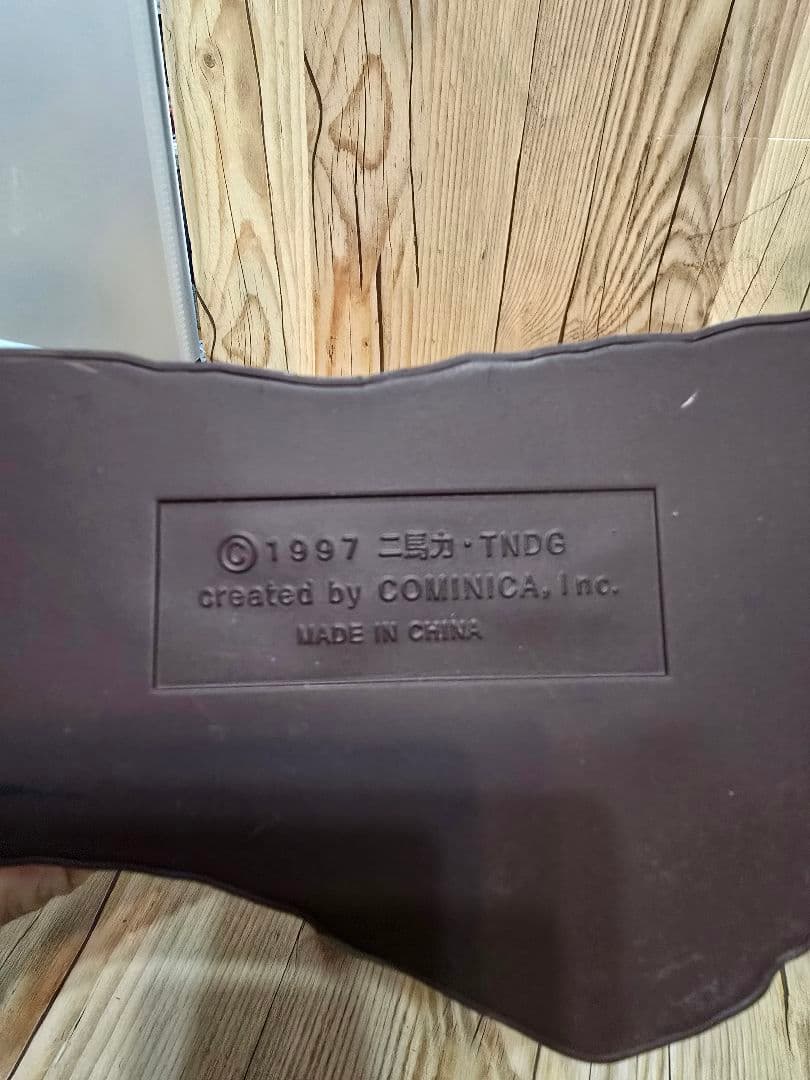 ©1997 二馬力・TNDG
created by COMINICA, Inc.
MADE IN CHINA